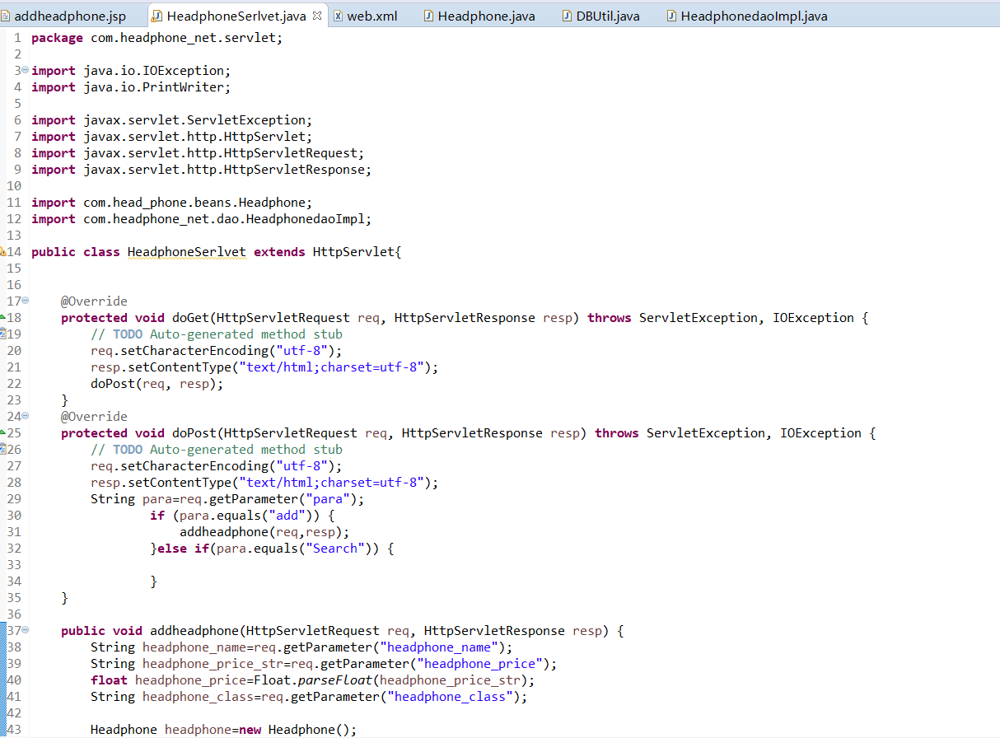 addheadphone.jsp HeadphoneSerlvet.java web.xml Headphone.java DBUtil.java HeadphonedaoImpl.java
1 package com.headphone_net.servlet;
2
3 import java.io.IOException;
4 import java.io.PrintWriter;
5
6 import javax.servlet.ServletException;
7 import javax.servlet.http.HttpServlet;
8 import javax.servlet.http.HttpServletRequest;
9 import javax.servlet.http.HttpServletResponse;
10
11 import com.head_phone.beans.Headphone;
12 import com.headphone_net.dao.HeadphonedaoImpl;
13
14 public class HeadphoneSerlvet extends HttpServlet{
15
16
17     @Override
18     protected void doGet(HttpServletRequest req, HttpServletResponse resp) throws ServletException, IOException {
19         // TODO Auto-generated method stub
20         req.setCharacterEncoding("utf-8");
21         resp.setContentType("text/html;charset=utf-8");
22         doPost(req, resp);
23     }
24     @Override
25     protected void doPost(HttpServletRequest req, HttpServletResponse resp) throws ServletException, IOException {
26         // TODO Auto-generated method stub
27         req.setCharacterEncoding("utf-8");
28         resp.setContentType("text/html;charset=utf-8");
29         String para=req.getParameter("para");
30                 if (para.equals("add")) {
31                     addheadphone(req,resp);
32                 }else if(para.equals("Search")) {
33
34                 }
35     }
36
37     public void addheadphone(HttpServletRequest req, HttpServletResponse resp) {
38         String headphone_name=req.getParameter("headphone_name");
39         String headphone_price_str=req.getParameter("headphone_price");
40         float headphone_price=Float.parseFloat(headphone_price_str);
41         String headphone_class=req.getParameter("headphone_class");
42
43         Headphone headphone=new Headphone();